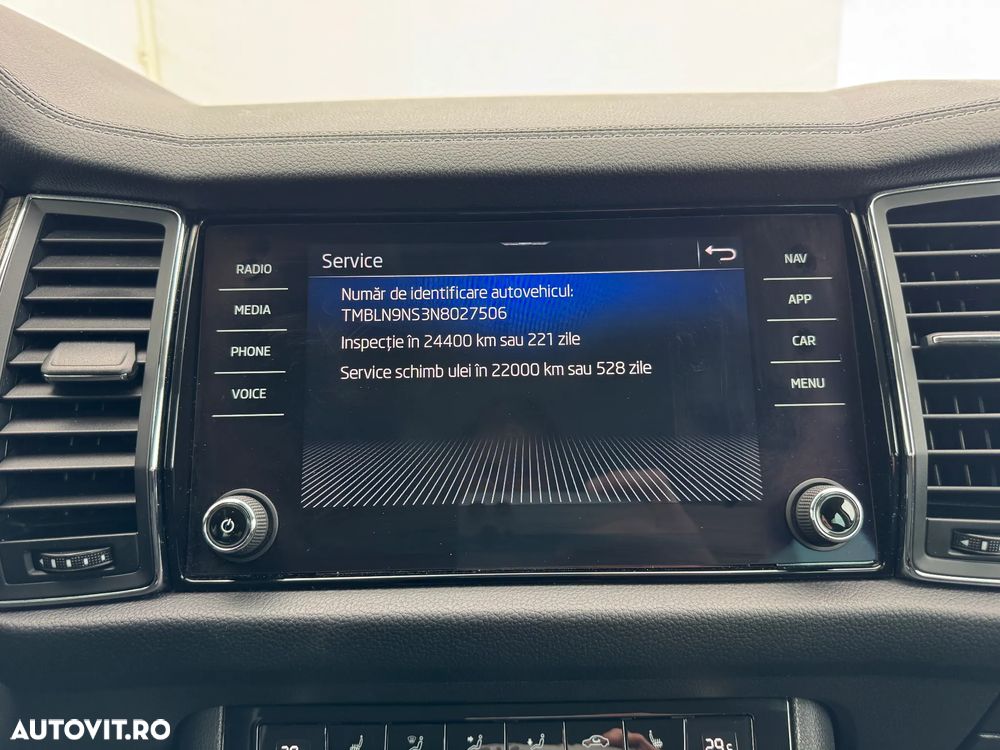 Service
RADIO
MEDIA
PHONE
VOICE
Număr de identificare autovehicul:
TMBLN9NS3N8027506
Inspecție în 24400 km sau 221 zile
Service schimb ulei în 22000 km sau 528 zile
NAV
APP
CAR
MENU
AUTOVIT.RO